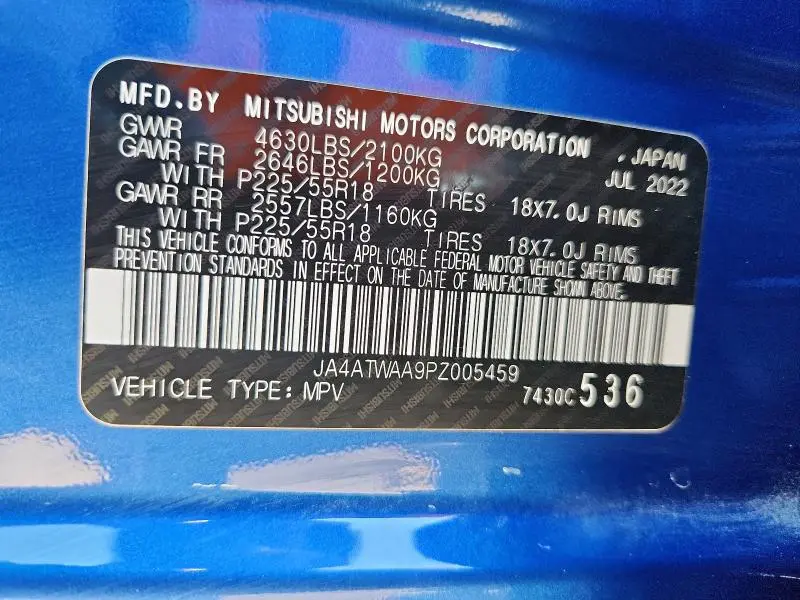 MFD.BY MITSUBISHI MOTORS CORPORATION , JAPAN
GWWR 4630LBS/2100KG JUL 2022
GAWR FR 2646LBS/1200KG
WITH P225/55R18 TIRES 18X7.0J RIMS
GAWR RR 2557LBS/1160KG
WITH P225/55R18 TIRES 18X7.0J RIMS
THIS VEHICLE CONFORMS TO ALL APPLICABLE FEDERAL MOTOR VEHICLE SAFETY AND THEFT
PREVENTION STANDARDS IN EFFECT ON THE DATE OF MANUFACTURE SHOWN ABOVE.
JA4ATWAA9PZ005459
VEHICLE TYPE: MPV 7430C 536